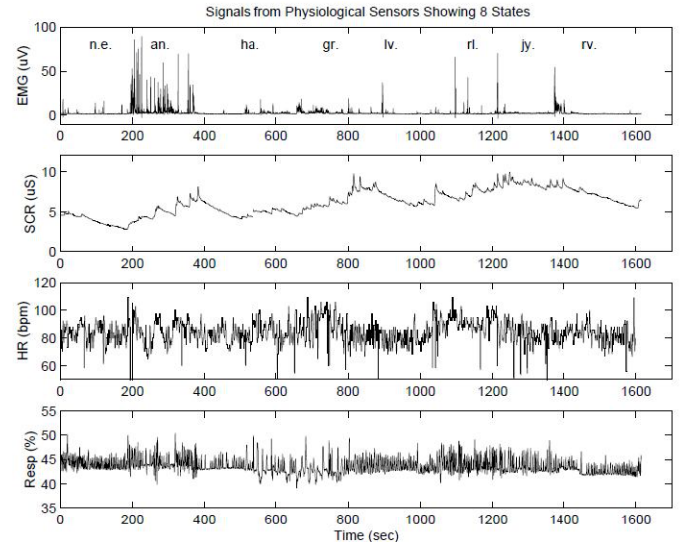 Signals from Physiological Sensors Showing 8 States
EMG (uV)
100
50
0
n.e. an. ha. gr. lv. rl. jy. rv.
0 200 400 600 800 1000 1200 1400 1600
SCR (uS)
10
5
0
0 200 400 600 800 1000 1200 1400 1600
HR (bpm)
120
100
80
60
0 200 400 600 800 1000 1200 1400 1600
Resp (%)
55
50
45
40
35
0 200 400 600 800 1000 1200 1400 1600
Time (sec)